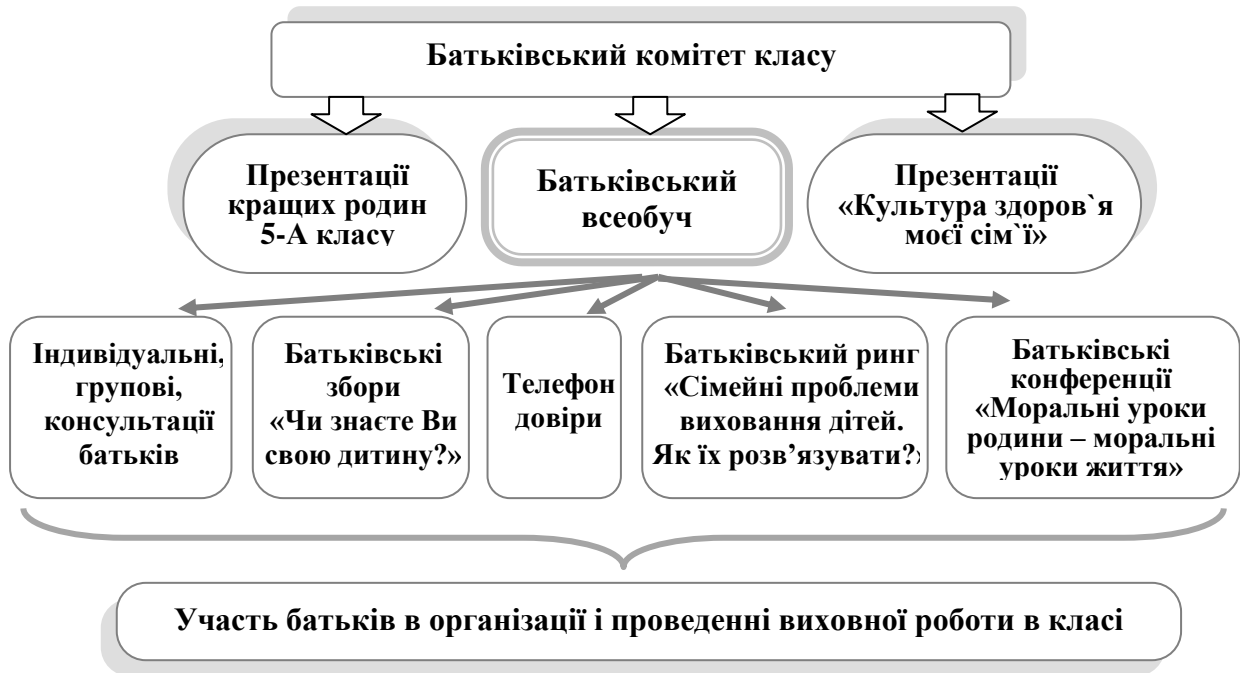 Батьківський комітет класу
Презентації
кращих родин
5-А класу
Батьківський
всеобуч
Презентації
«Культура здоров`я
моєї сім`ї»
Індивідуальні,
групові,
консультації
батьків
Батьківські
збори
«Чи знаєте Ви
свою дитину?»
Телефон
довіри
Батьківський ринг
«Сімейні проблеми
виховання дітей.
Як їх розв’язувати?»
Батьківські
конференції
«Моральні уроки
родини – моральні
уроки життя»
Участь батьків в організації і проведенні виховної роботи в класі